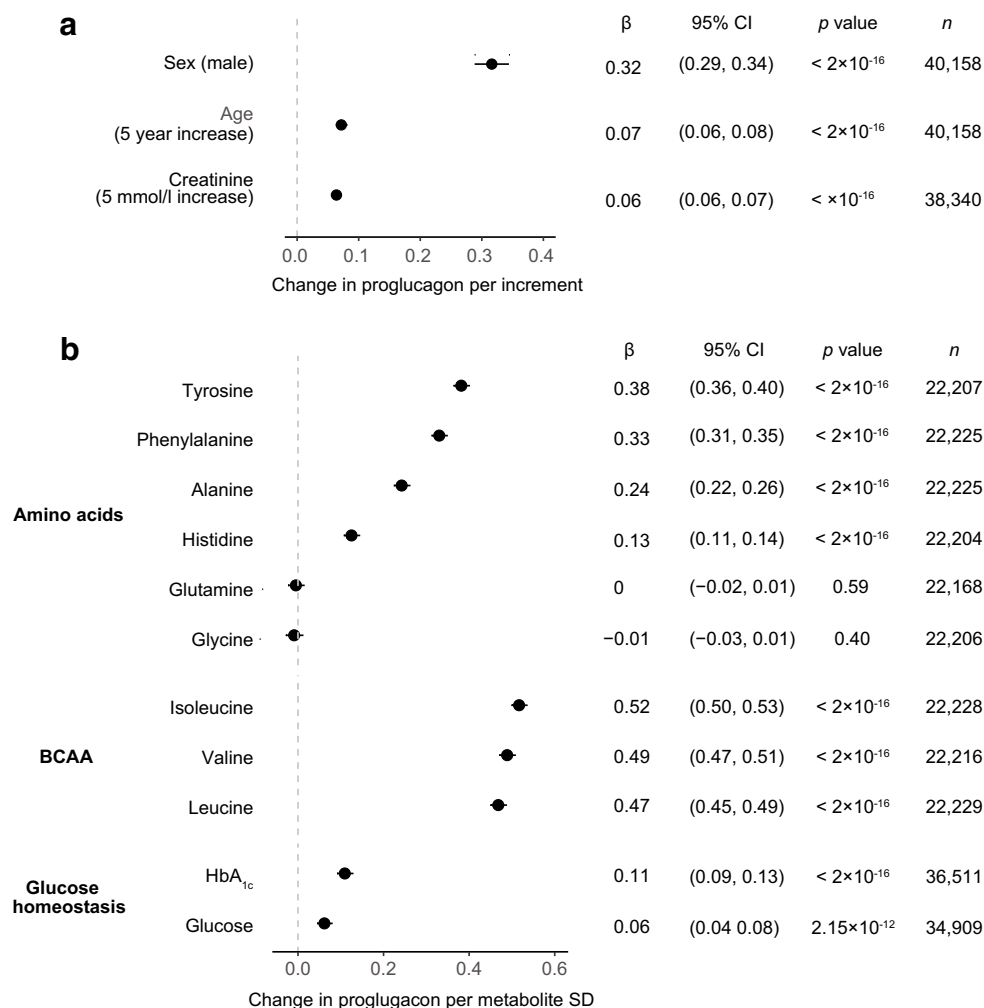 a
β 95% CI p value n
Sex (male) 0.32 (0.29, 0.34) < 2×10⁻¹⁶ 40,158
Age
(5 year increase) 0.07 (0.06, 0.08) < 2×10⁻¹⁶ 40,158
Creatinine
(5 mmol/l increase) 0.06 (0.06, 0.07) < ×10⁻¹⁶ 38,340
0.0 0.1 0.2 0.3 0.4
Change in proglucagon per increment
b
β 95% CI p value n
Amino acids
Tyrosine 0.38 (0.36, 0.40) < 2×10⁻¹⁶ 22,207
Phenylalanine 0.33 (0.31, 0.35) < 2×10⁻¹⁶ 22,225
Alanine 0.24 (0.22, 0.26) < 2×10⁻¹⁶ 22,225
Histidine 0.13 (0.11, 0.14) < 2×10⁻¹⁶ 22,204
Glutamine 0 (−0.02, 0.01) 0.59 22,168
Glycine −0.01 (−0.03, 0.01) 0.40 22,206
BCAA
Isoleucine 0.52 (0.50, 0.53) < 2×10⁻¹⁶ 22,228
Valine 0.49 (0.47, 0.51) < 2×10⁻¹⁶ 22,216
Leucine 0.47 (0.45, 0.49) < 2×10⁻¹⁶ 22,229
Glucose
homeostasis
HbA₁c 0.11 (0.09, 0.13) < 2×10⁻¹⁶ 36,511
Glucose 0.06 (0.04 0.08) 2.15×10⁻¹² 34,909
0.0 0.2 0.4 0.6
Change in proglugacon per metabolite SD